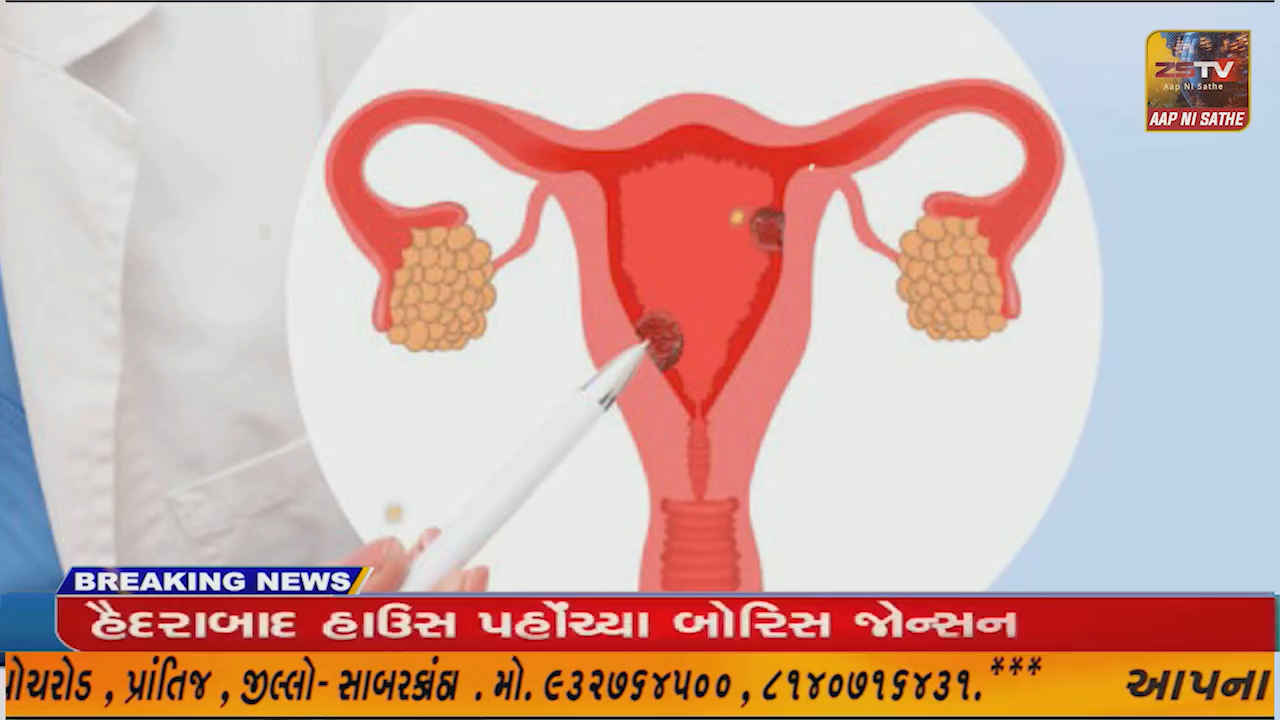 ZSTV
Aap Ni Sathe
AAP NI SATHE
BREAKING NEWS
હૈદરાબાદ હાઉસ પહોંચ્યા બોરિસ જોન્સન
પોચરોડ , પ્રાંતિજ , જીલ્લો- સાબરકાંઠા . મો. ૯૩૨૭૬૪૫૦૦ , ૮૧૪૦૭૧૬૪૩૧.*** આપના